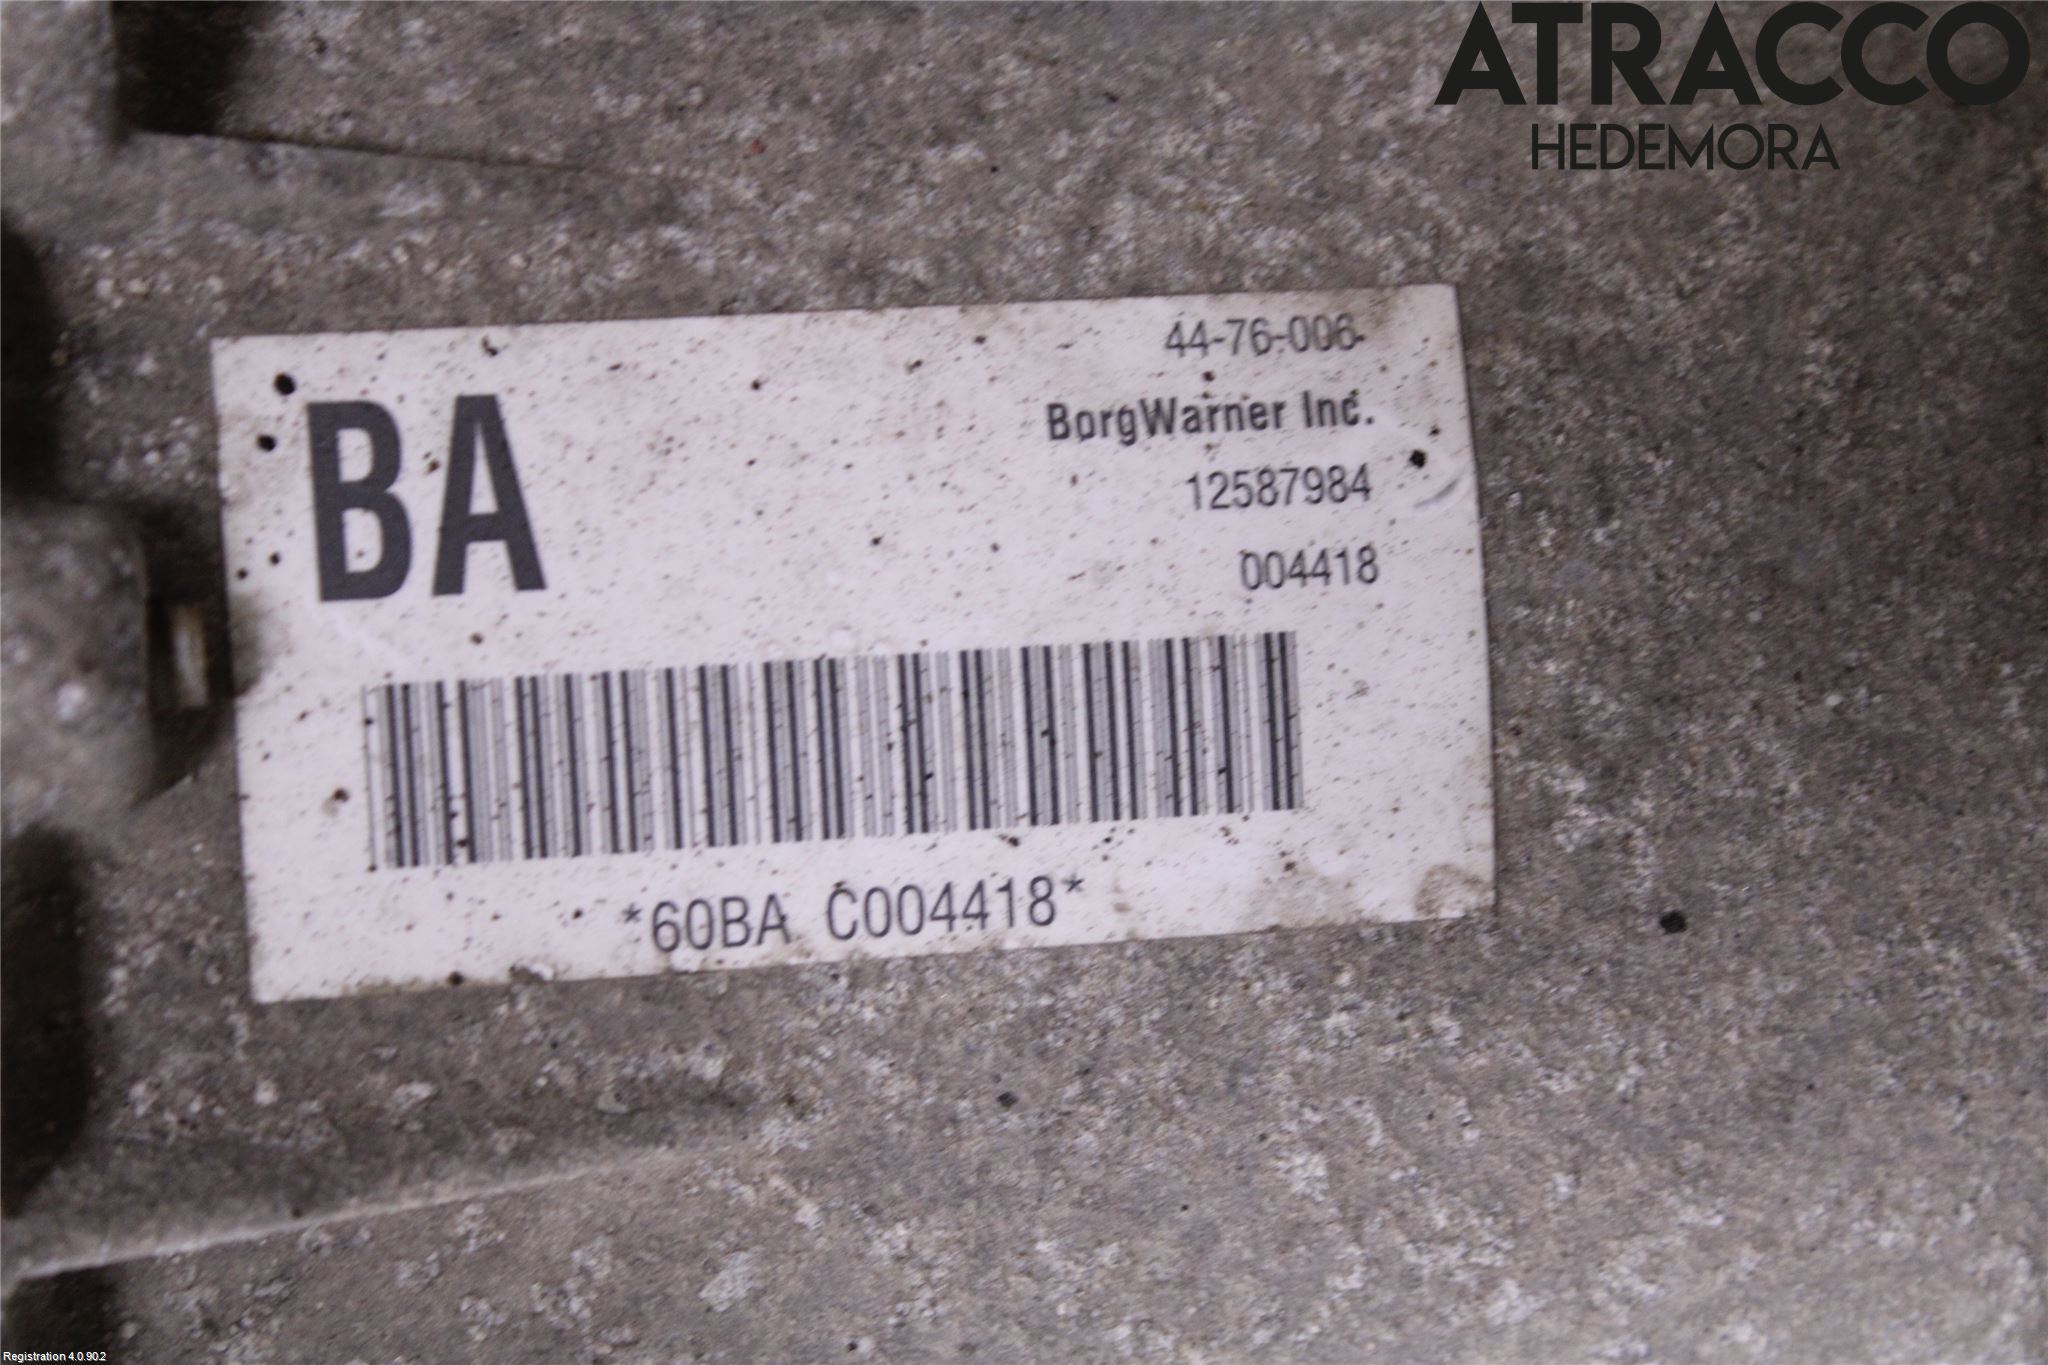 ATRACCO
HEDEMORA
44-76-006
BA
BorgWarner Inc.
12587984
004418
*60BA C004418*
Registration 4.0.90.2